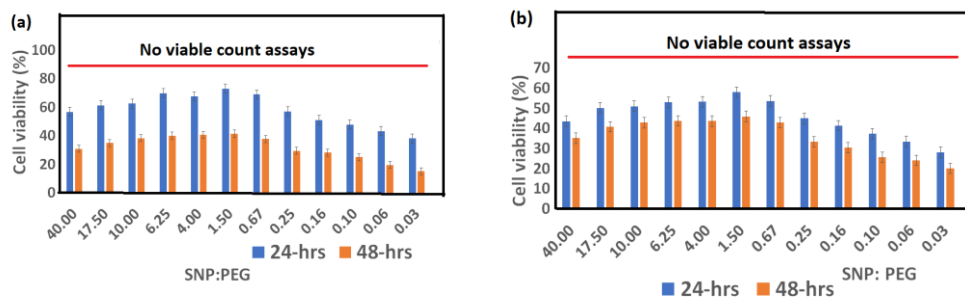 (a)
No viable count assays
Cell viability (%)
100
80
60
40
20
0
40.00 17.50 10.00 6.25 4.00 1.50 0.67 0.25 0.16 0.10 0.06 0.03
24-hrs 48-hrs
SNP:PEG
(b)
No viable count assays
Cell viability (%)
70
60
50
40
30
20
10
0
40.00 17.50 10.00 6.25 4.00 1.50 0.67 0.25 0.16 0.10 0.06 0.03
SNP: PEG
24-hrs 48-hrs